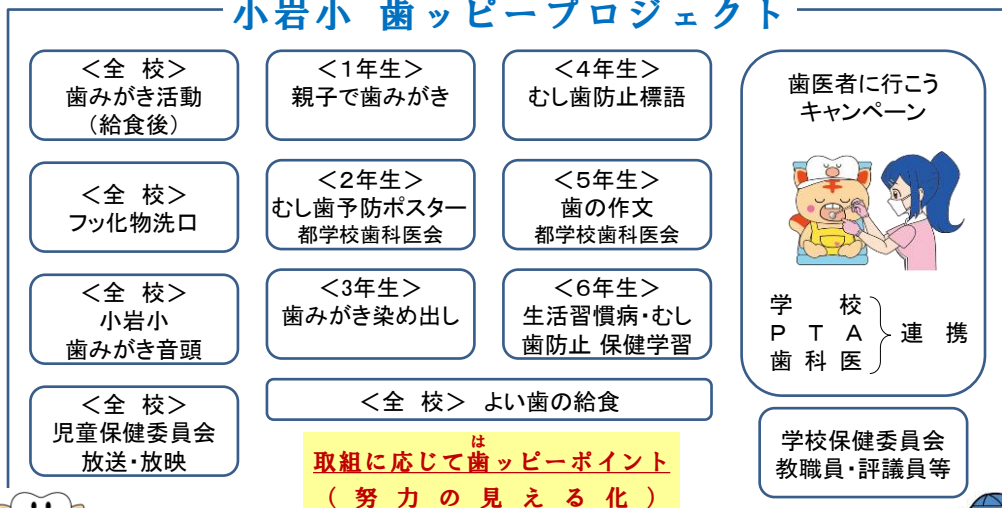 小岩小 歯ッピープロジェクト
＜全 校＞
歯みがき活動
（給食後）
＜全 校＞
フッ化物洗口
＜全 校＞
小岩小
歯みがき音頭
＜全 校＞
児童保健委員会
放送・放映
＜1年生＞
親子で歯みがき
＜2年生＞
むし歯予防ポスター
都学校歯科医会
＜3年生＞
歯みがき染め出し
＜4年生＞
むし歯防止標語
＜5年生＞
歯の作文
都学校歯科医会
＜6年生＞
生活習慣病・むし
歯防止 保健学習
＜全 校＞ よい歯の給食
は
取組に応じて歯ッピーポイント
（努力の見える化）
歯医者に行こう
キャンペーン
学校
PTA
歯科医
連携
学校保健委員会
教職員・評議員等